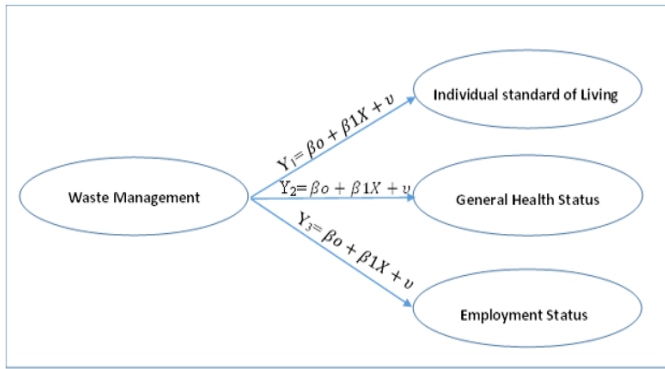 Individual standard of Living
Y₁= βo + β1X + υ
Waste Management
Y₂= βo + β1X + υ
General Health Status
Y₃= βo + β1X + υ
Employment Status